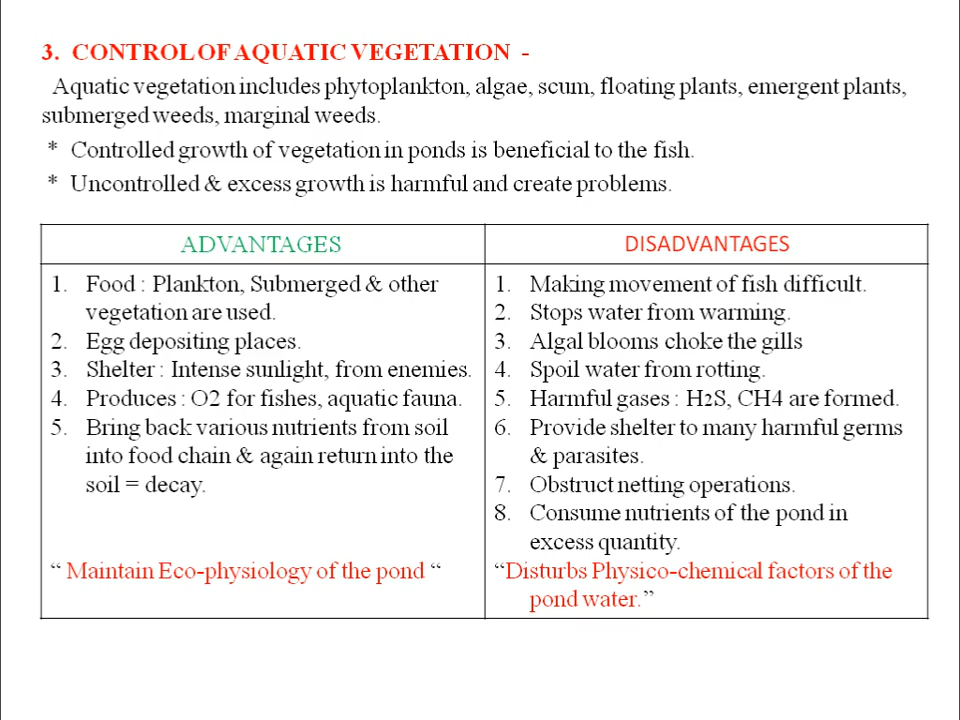 3. CONTROL OF AQUATIC VEGETATION -
Aquatic vegetation includes phytoplankton, algae, scum, floating plants, emergent plants,
submerged weeds, marginal weeds.
* Controlled growth of vegetation in ponds is beneficial to the fish.
* Uncontrolled & excess growth is harmful and create problems.
ADVANTAGES
1. Food : Plankton, Submerged & other
vegetation are used.
2. Egg depositing places.
3. Shelter : Intense sunlight, from enemies.
4. Produces : O2 for fishes, aquatic fauna.
5. Bring back various nutrients from soil
into food chain & again return into the
soil = decay.
“ Maintain Eco-physiology of the pond “
DISADVANTAGES
1. Making movement of fish difficult.
2. Stops water from warming.
3. Algal blooms choke the gills
4. Spoil water from rotting.
5. Harmful gases : H2S, CH4 are formed.
6. Provide shelter to many harmful germs
& parasites.
7. Obstruct netting operations.
8. Consume nutrients of the pond in
excess quantity.
“Disturbs Physico-chemical factors of the
pond water.”